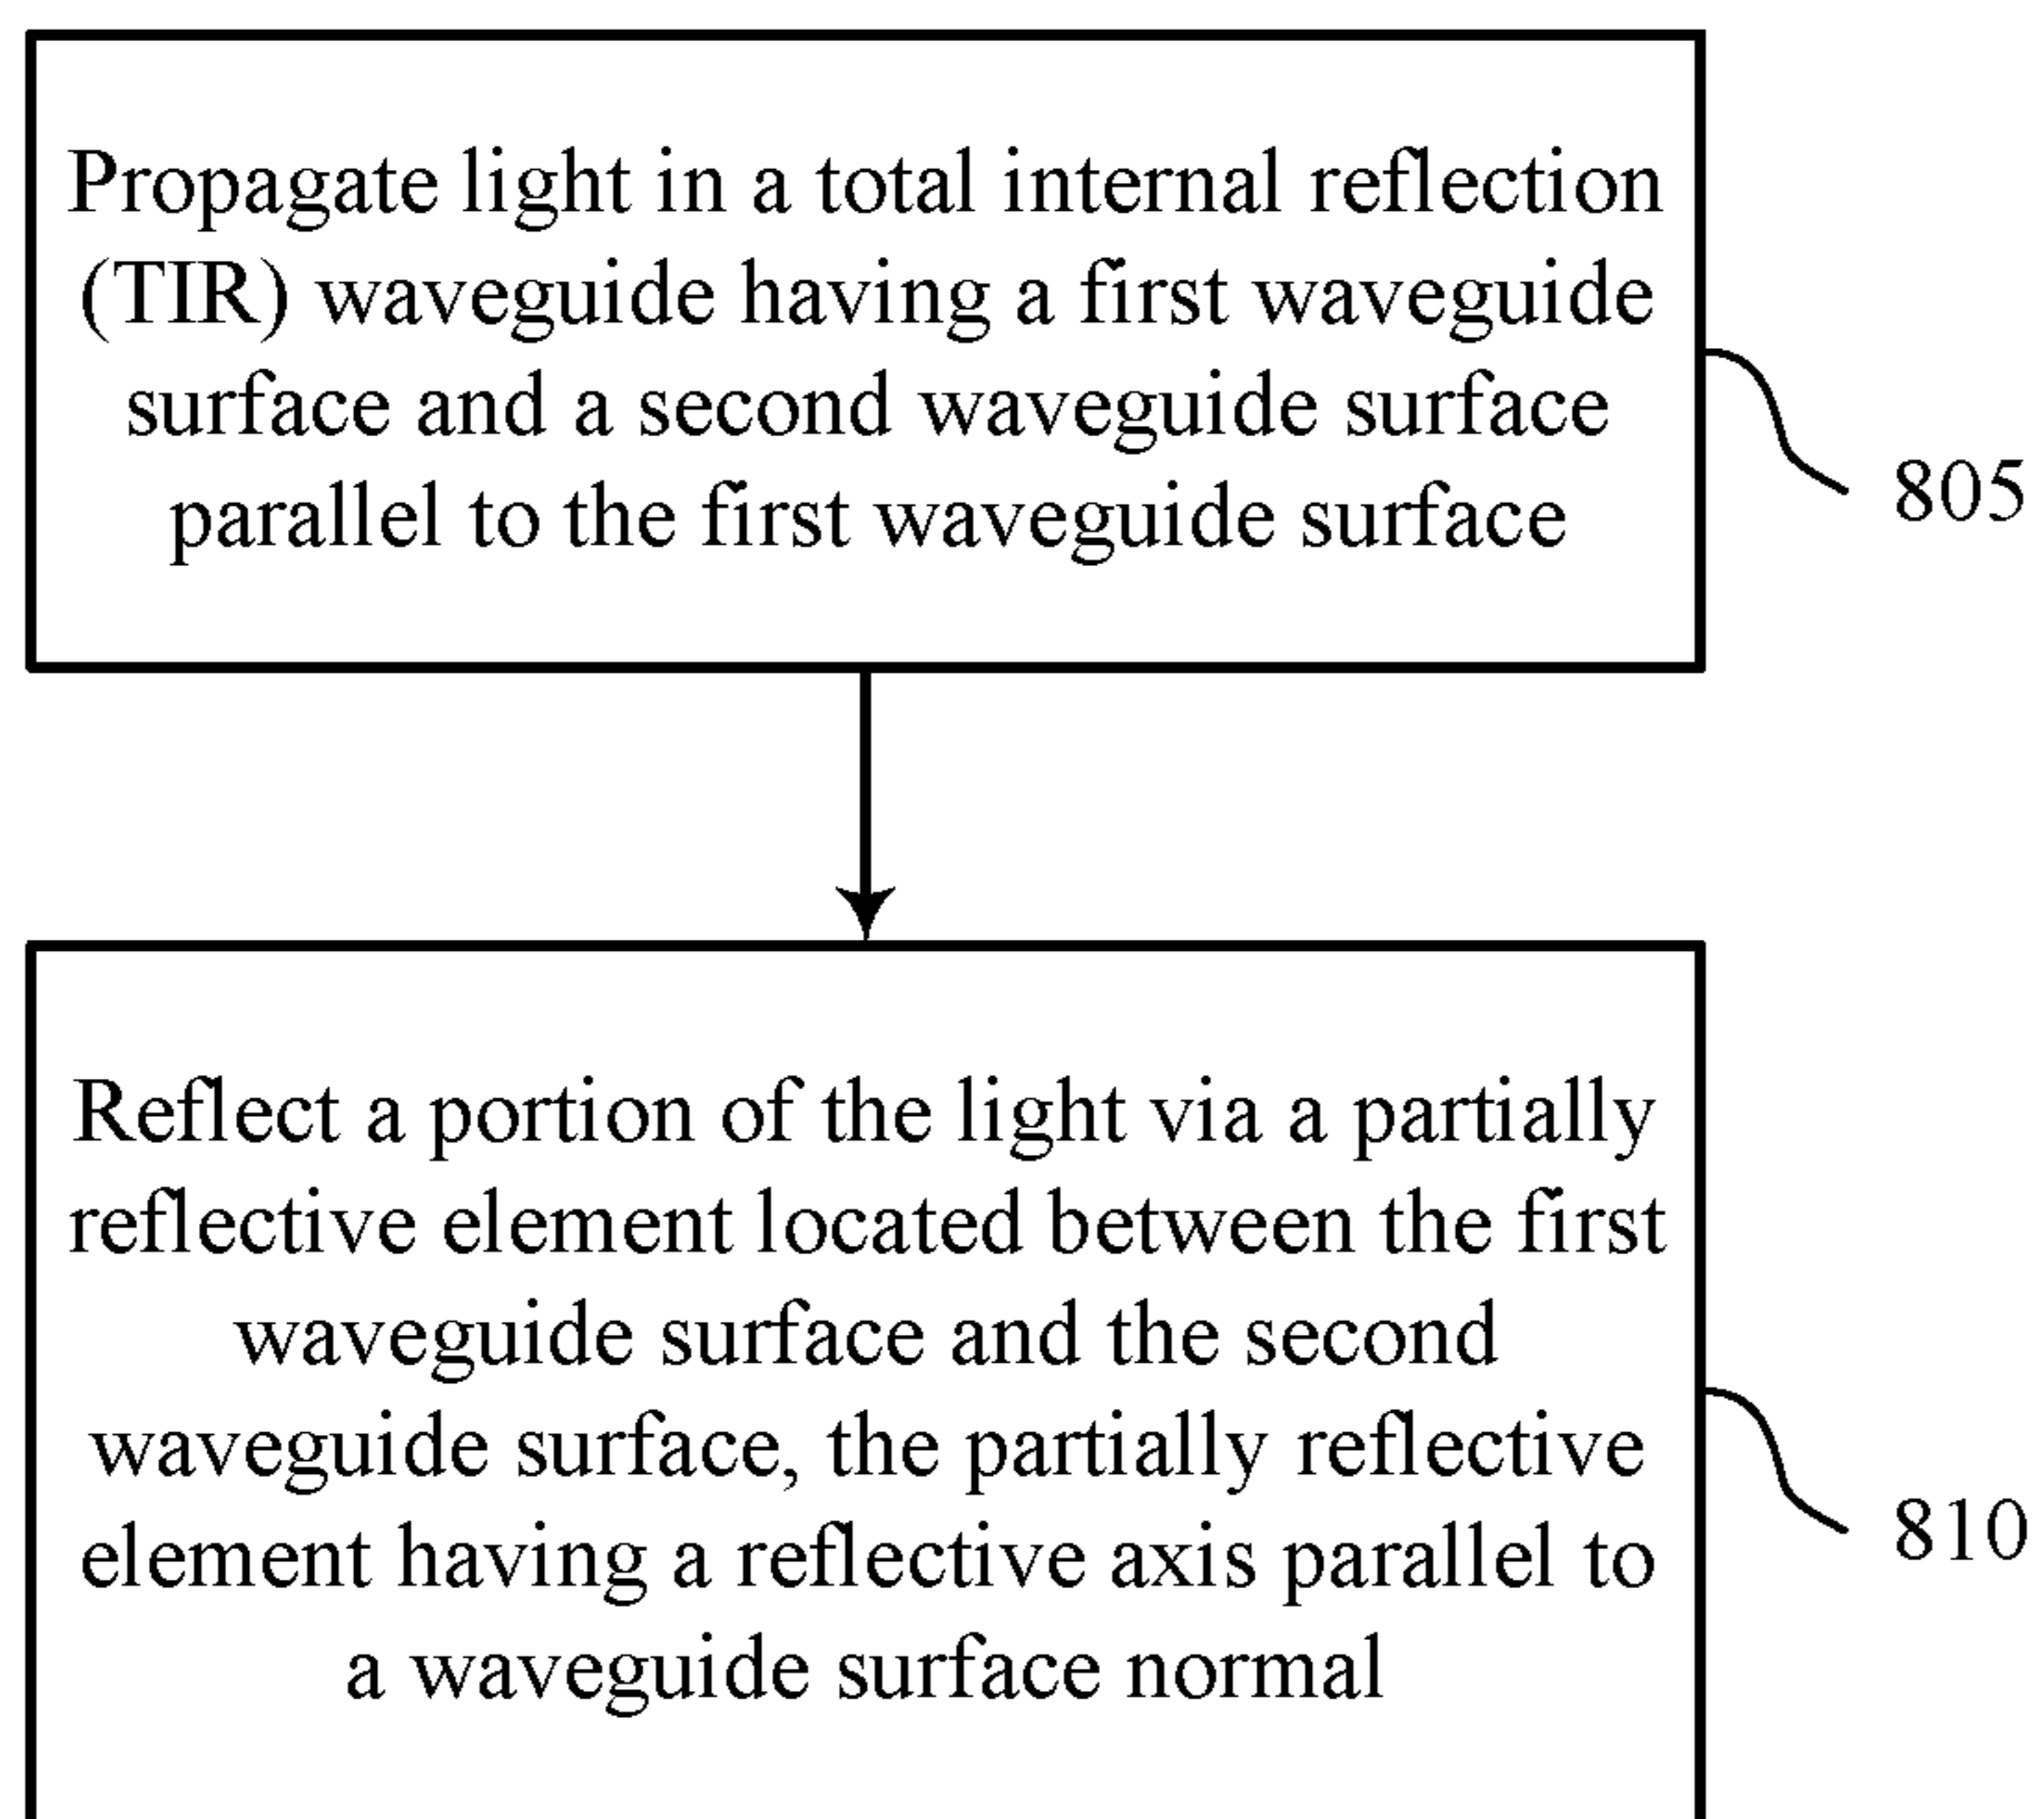 Propagate light in a total internal reflection
(TIR) waveguide having a first waveguide
surface and a second waveguide surface
parallel to the first waveguide surface
805
Reflect a portion of the light via a partially
reflective element located between the first
waveguide surface and the second
waveguide surface, the partially reflective
element having a reflective axis parallel to
a waveguide surface normal
810